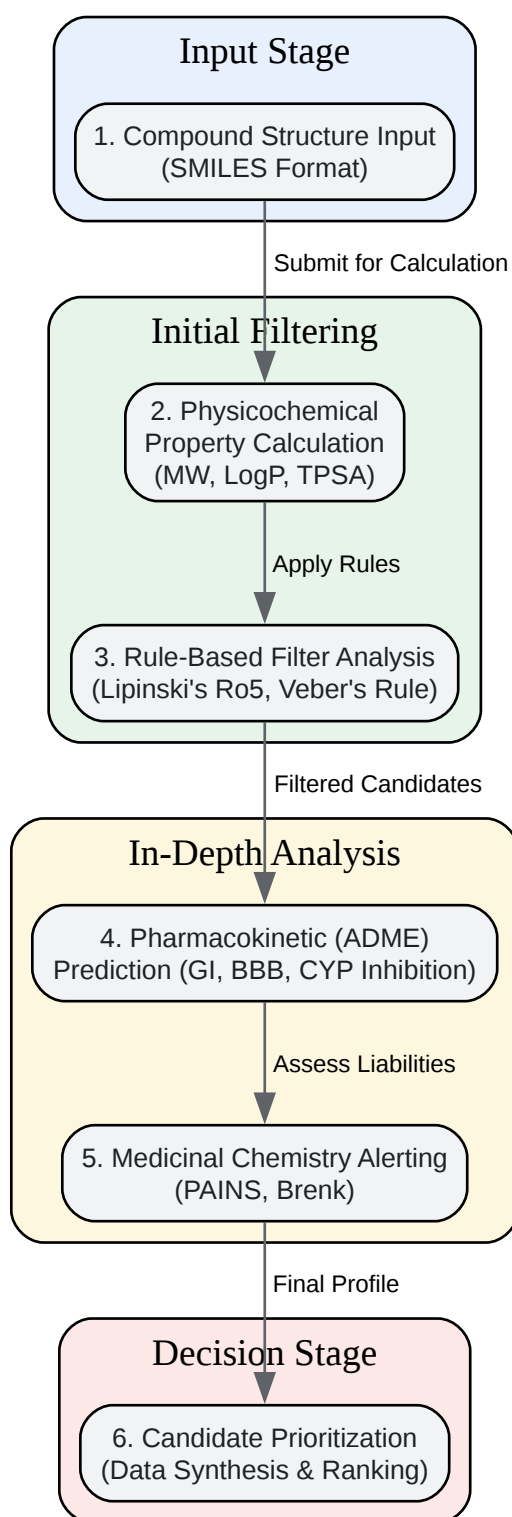 Input Stage
1. Compound Structure Input
(SMILES Format)
Submit for Calculation
Initial Filtering
2. Physicochemical
Property Calculation
(MW, LogP, TPSA)
Apply Rules
3. Rule-Based Filter Analysis
(Lipinski's Ro5, Veber's Rule)
Filtered Candidates
In-Depth Analysis
4. Pharmacokinetic (ADME)
Prediction (GI, BBB, CYP Inhibition)
Assess Liabilities
5. Medicinal Chemistry Alerting
(PAINS, Brenk)
Final Profile
Decision Stage
6. Candidate Prioritization
(Data Synthesis & Ranking)